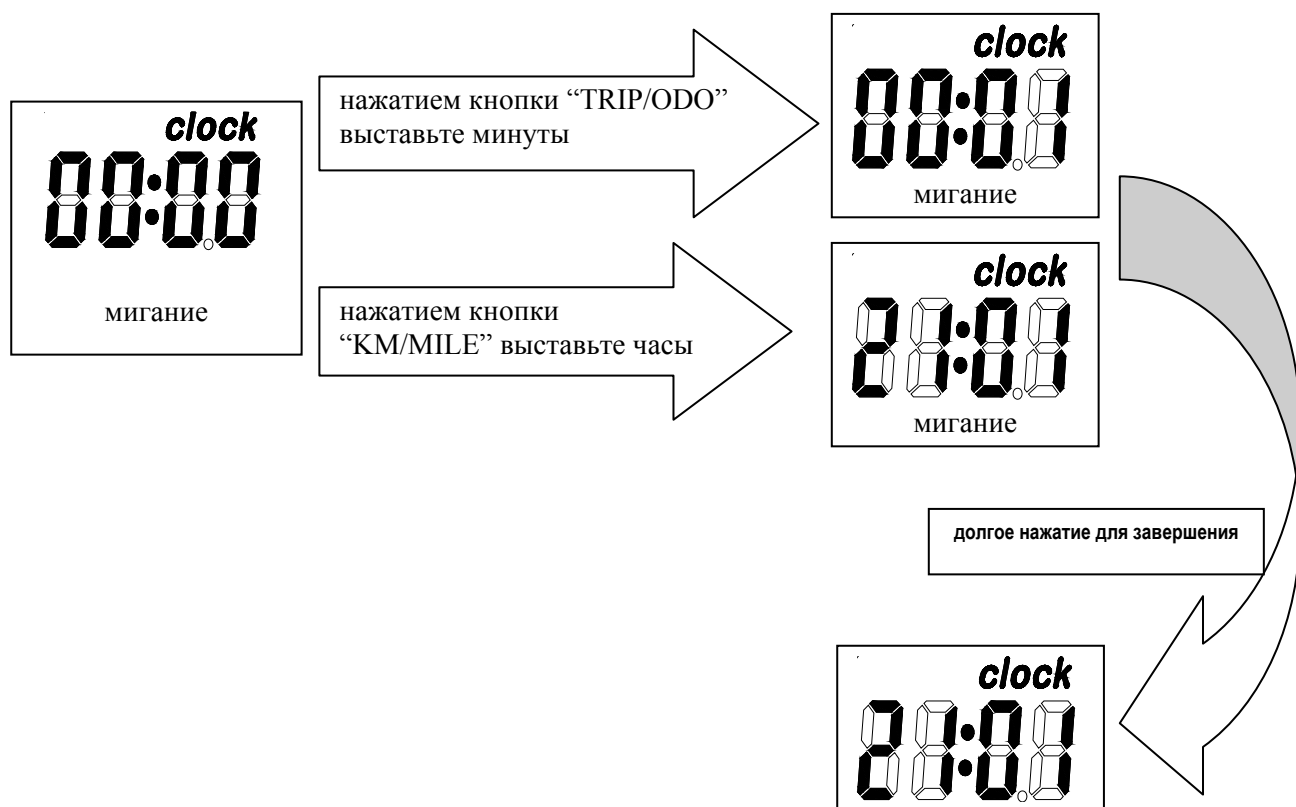 clock
00:00
мигание
нажатием кнопки “TRIP/ODO”
выставьте минуты
clock
00:01
мигание
нажатием кнопки
“KM/MILE” выставьте часы
clock
21:01
мигание
долгое нажатие для завершения
clock
21:01